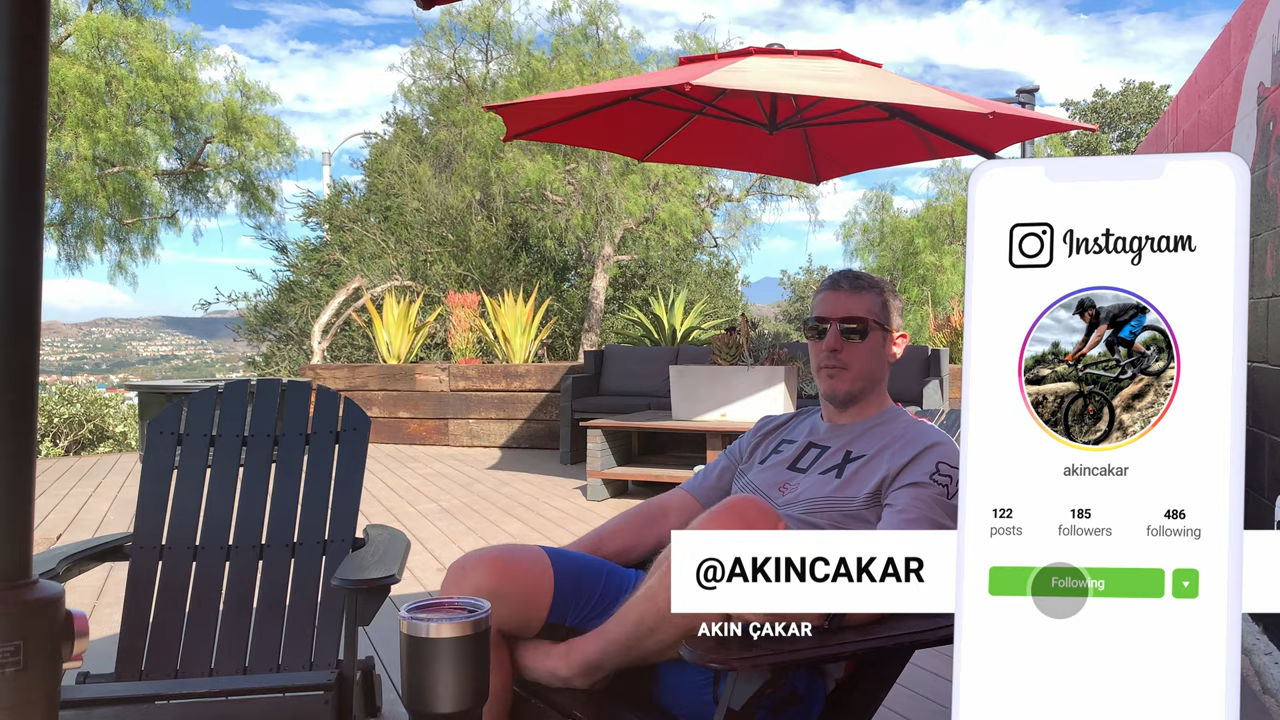 Instagram
akincakar
122 185 486
posts followers following
Following
FOX
@AKINCAKAR
AKIN ÇAKAR